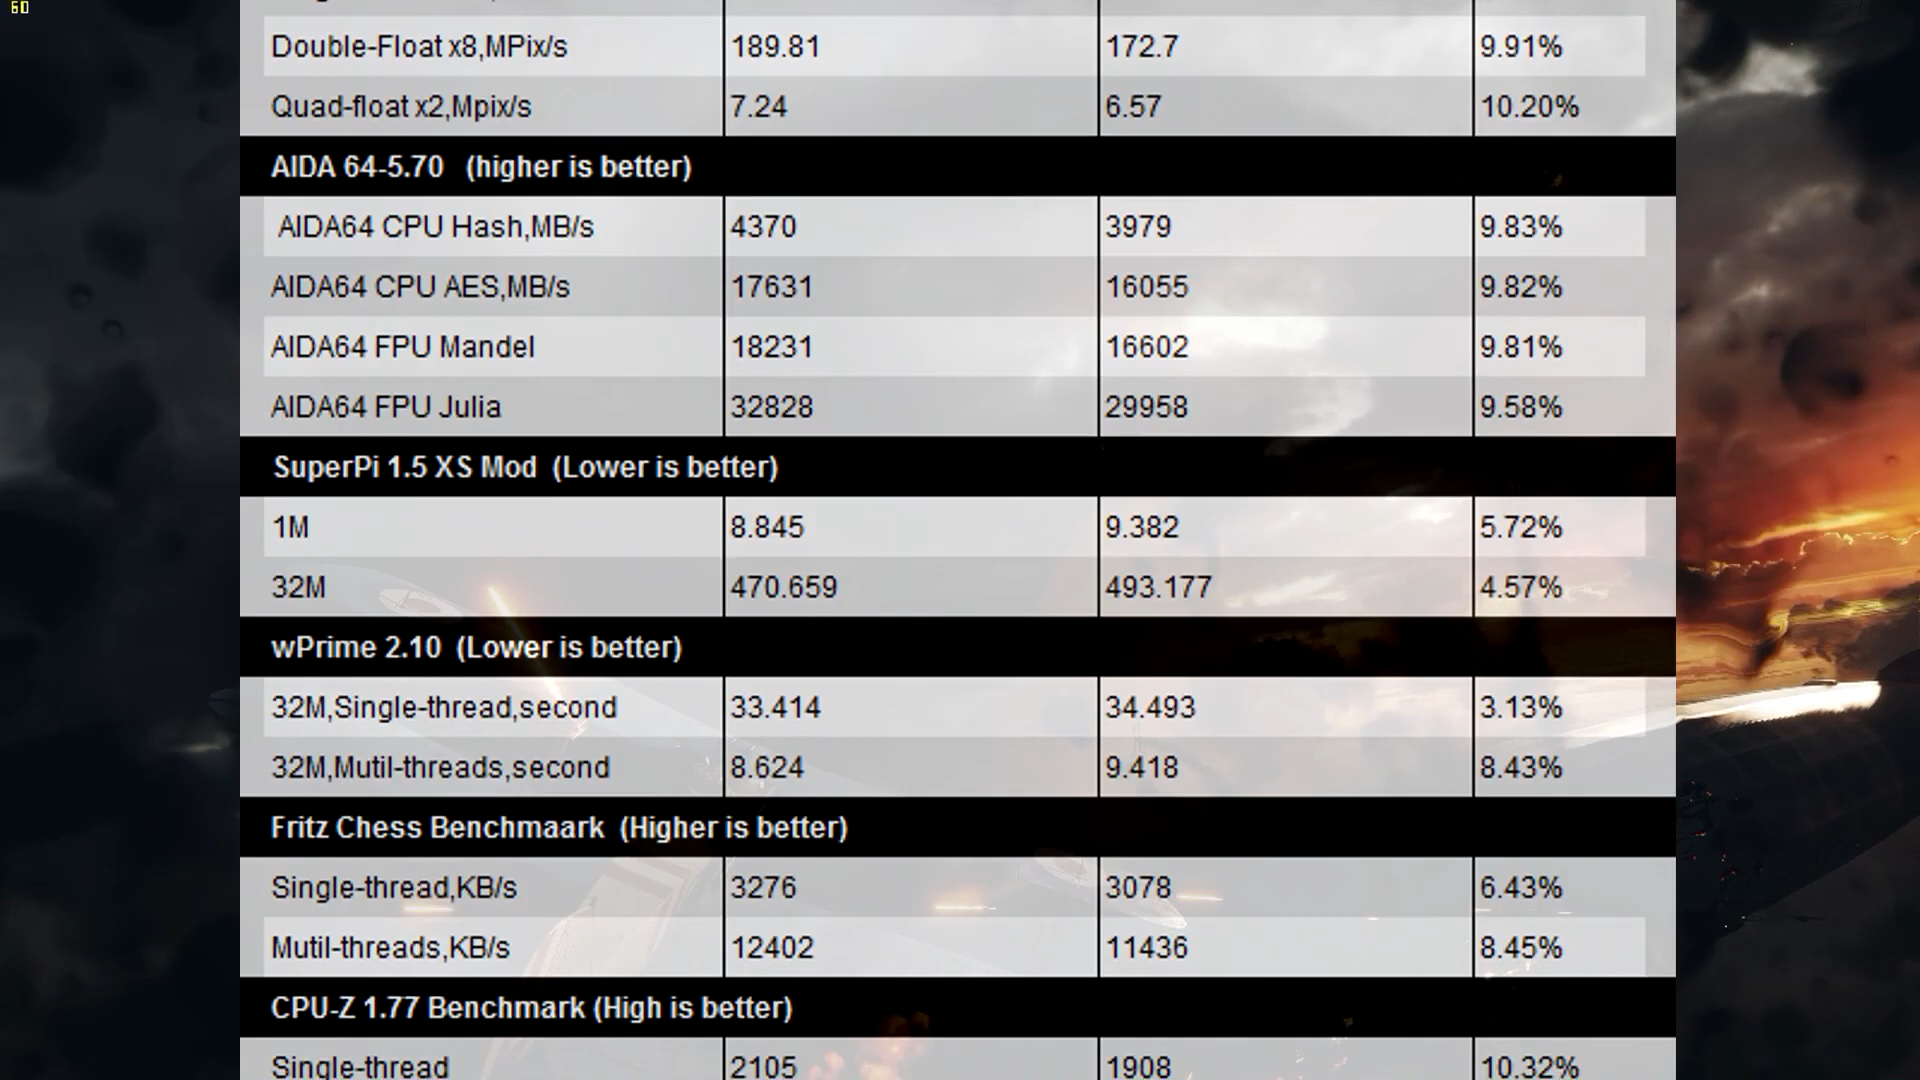 60
Double-Float x8,MPix/s 189.81 172.7 9.91%
Quad-float x2,Mpix/s 7.24 6.57 10.20%
AIDA 64-5.70 (higher is better)
AIDA64 CPU Hash,MB/s 4370 3979 9.83%
AIDA64 CPU AES,MB/s 17631 16055 9.82%
AIDA64 FPU Mandel 18231 16602 9.81%
AIDA64 FPU Julia 32828 29958 9.58%
SuperPi 1.5 XS Mod (Lower is better)
1M 8.845 9.382 5.72%
32M 470.659 493.177 4.57%
wPrime 2.10 (Lower is better)
32M,Single-thread,second 33.414 34.493 3.13%
32M,Mutil-threads,second 8.624 9.418 8.43%
Fritz Chess Benchmaark (Higher is better)
Single-thread,KB/s 3276 3078 6.43%
Mutil-threads,KB/s 12402 11436 8.45%
CPU-Z 1.77 Benchmark (High is better)
Single-thread 2105 1908 10.32%